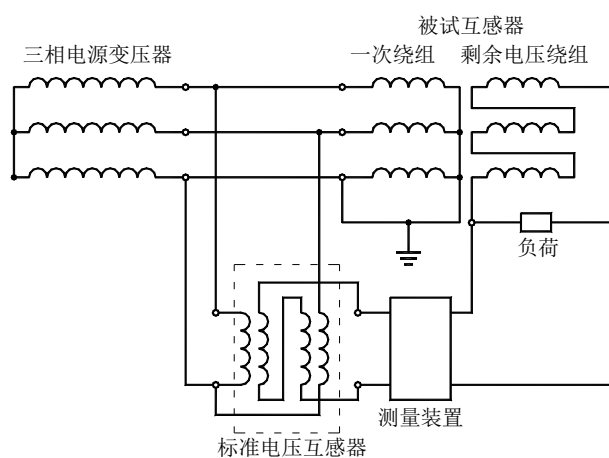 被试互感器
三相电源变压器
一次绕组
剩余电压绕组
负荷
测量装置
标准电压互感器